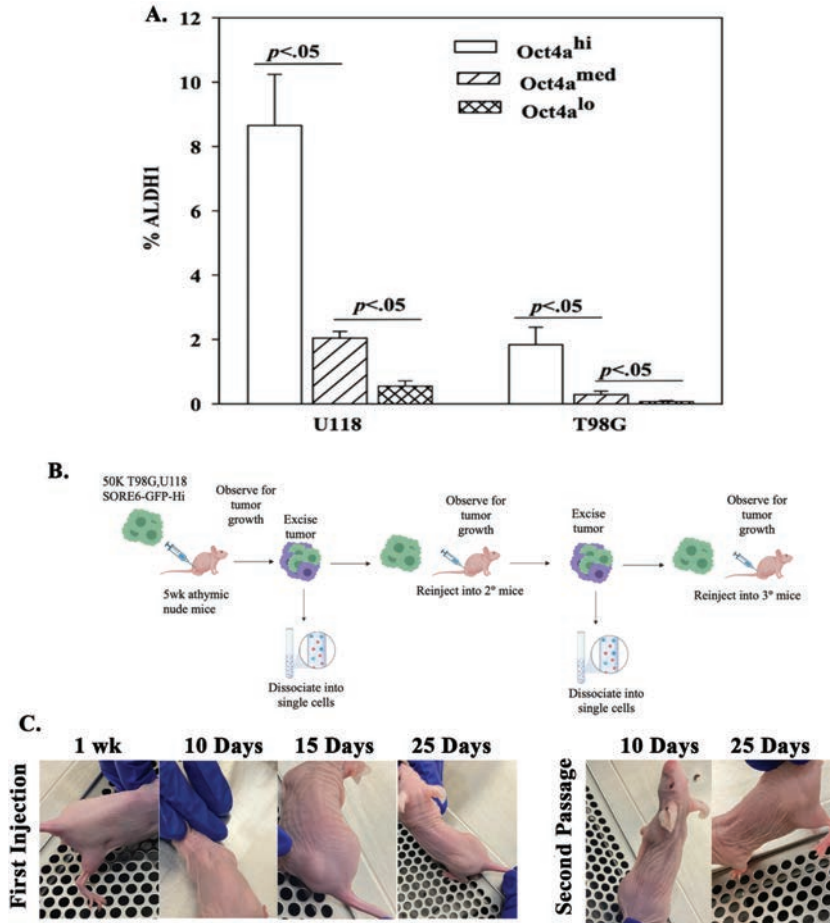 A.
12
10
8
6
4
2
0
% ALDH1
p<.05
p<.05
p<.05
p<.05
Oct4a^hi
Oct4a^med
Oct4a^lo
U118
T98G
B.
50K T98G,U118
SORE6-GFP-Hi
5wk athymic
nude mice
Observe for
tumor
growth
Excise
tumor
Dissociate into
single cells
Observe for
tumor
growth
Reinject into 2° mice
Excise
tumor
Dissociate into
single cells
Observe for
tumor
growth
Reinject into 3° mice
C.
First Injection
1 wk
10 Days
15 Days
25 Days
Second Passage
10 Days
25 Days